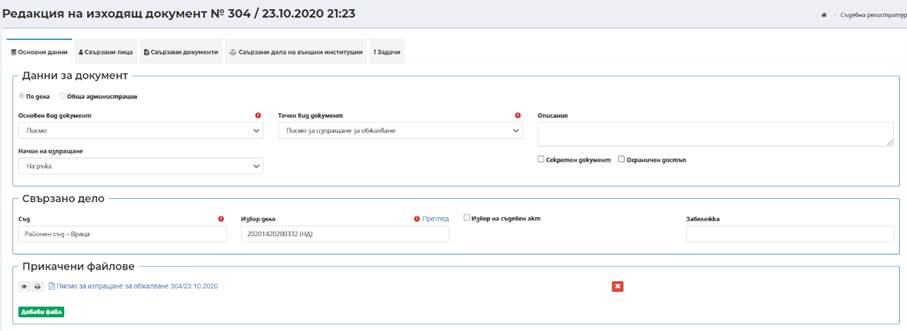 Редакция на изходящ документ № 304 / 23.10.2020 21:23
Съдебна регистратур
Основни данни Свързани лица Свързани документи Свързани дела на външни институции Задачи
Данни за документ
По дела Обща администрация
Основен вид документ Точен вид документ Описание
Писмо Писмо за изпращане за обжалване
Начин на изпращане
На ръка Секретен документ Ограничен достъп
Свързано дело
Съд Избор дело Преглед Избор на съдебен акт Забележка
Районен съд – Враца 20201420200332 (НД)
Прикачени файлове
Писмо за изпращане за обжалване 304/23.10.2020
Добави файл